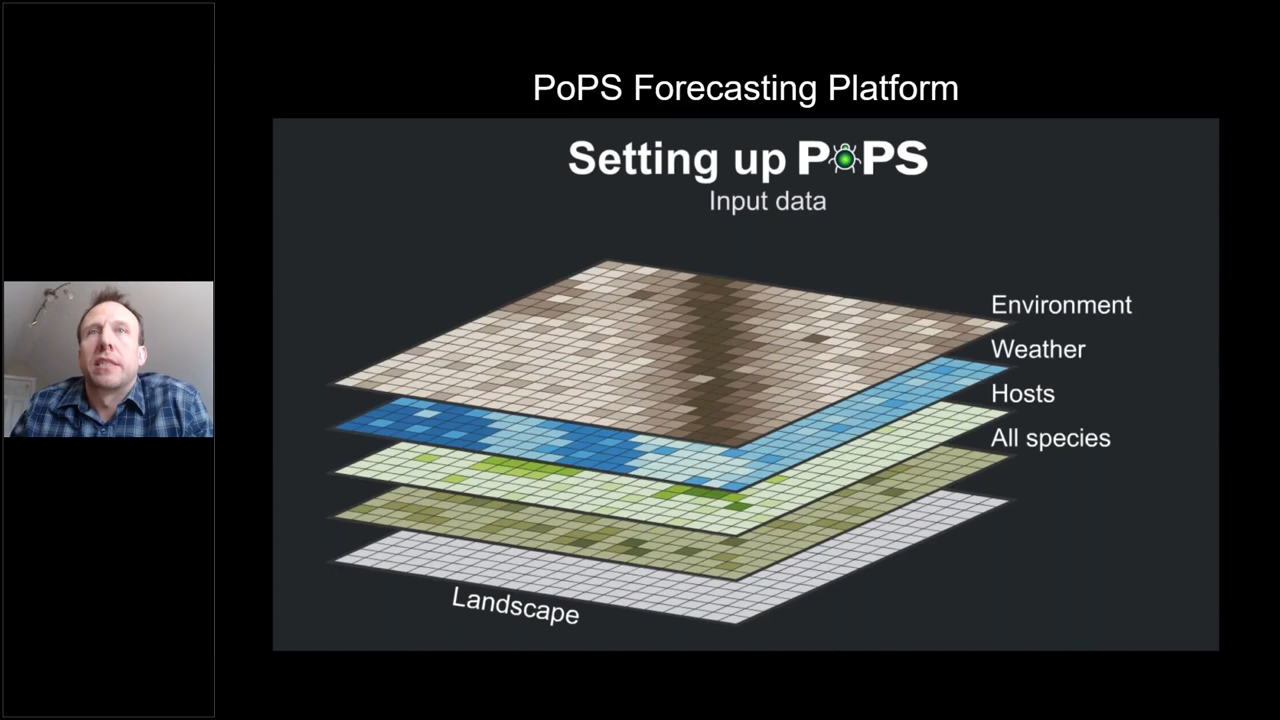 PoPS Forecasting Platform
Setting up PoPS
Input data
Environment
Weather
Hosts
All species
Landscape